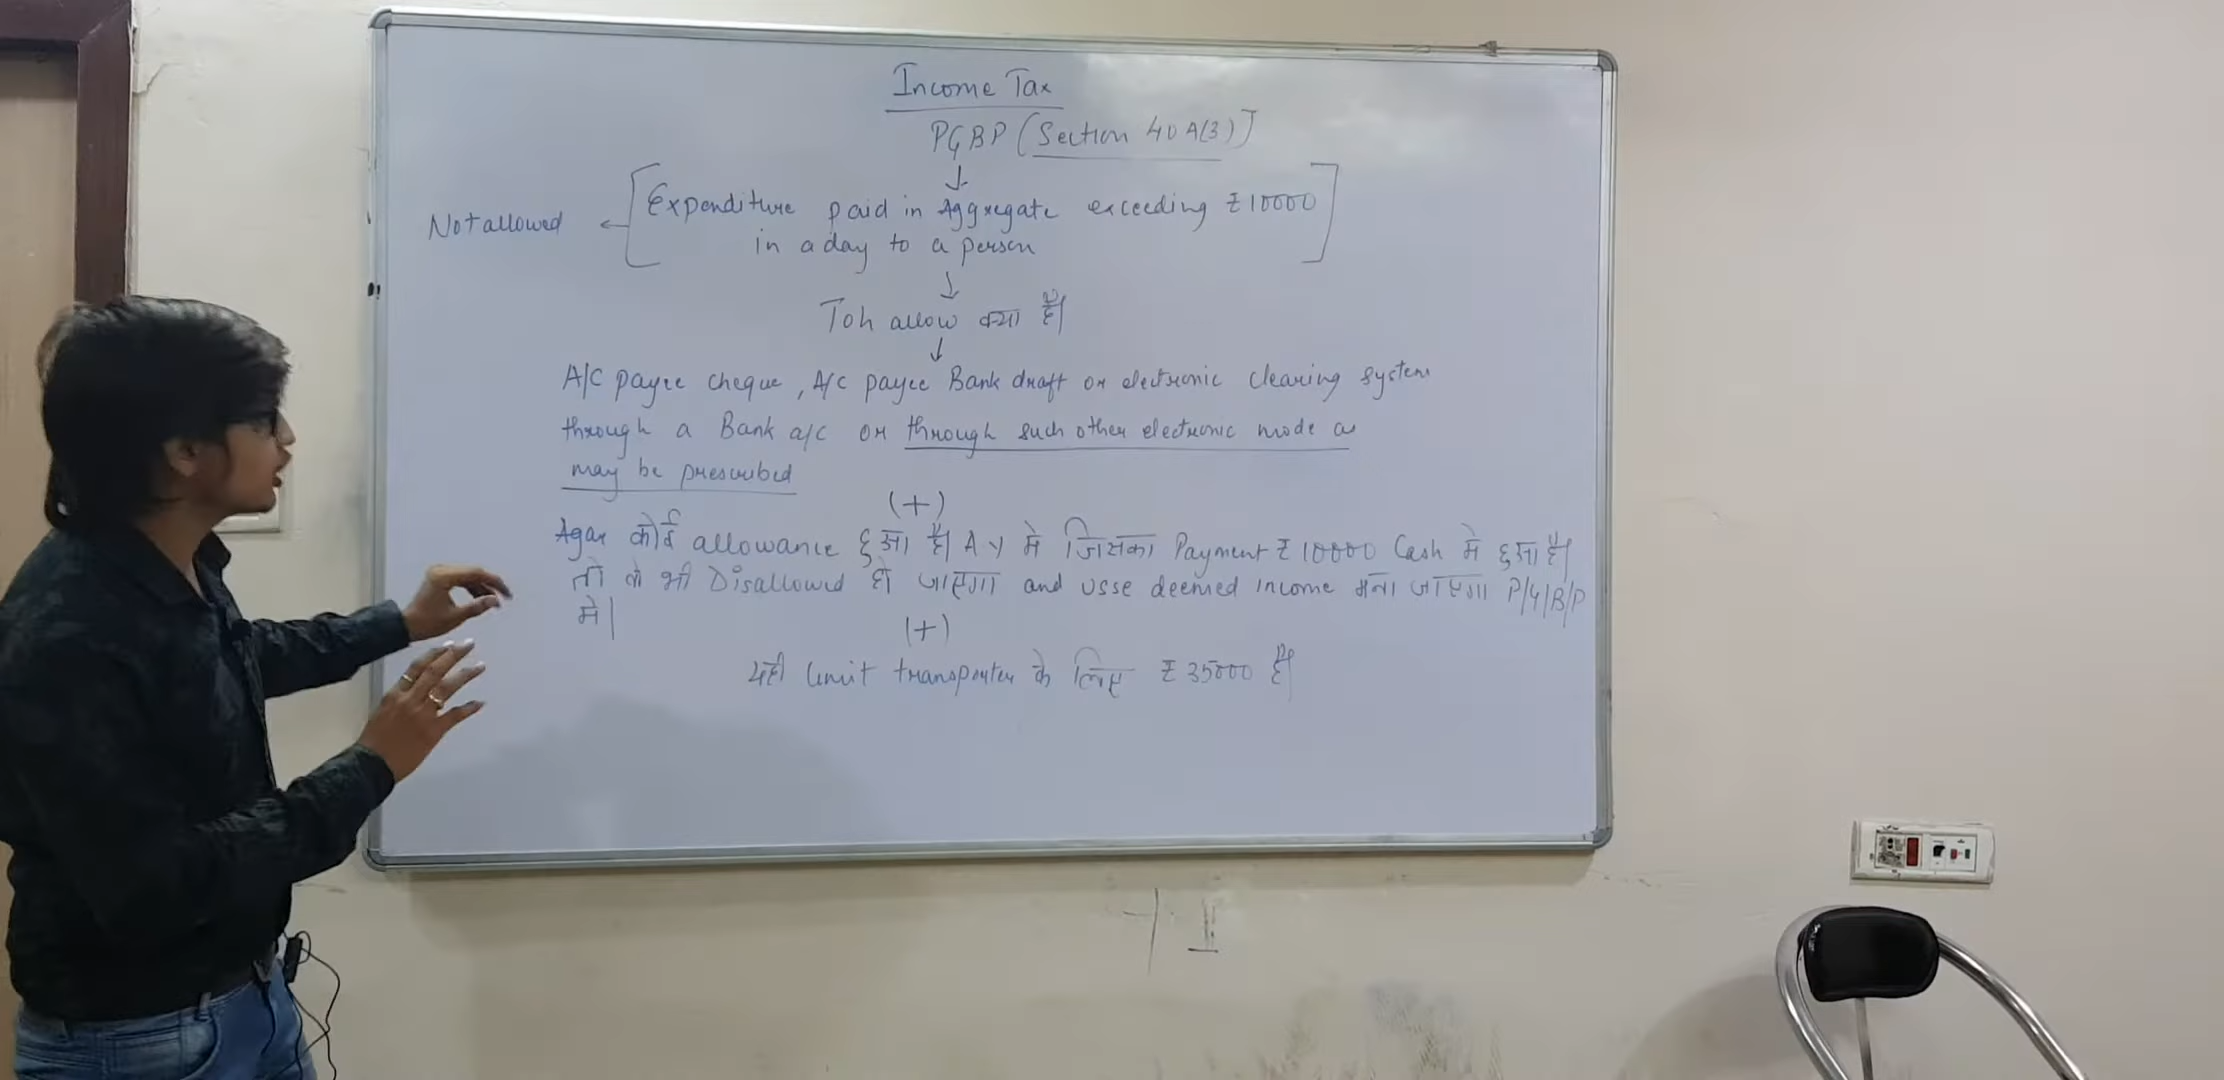 Income Tax
PGBP (Section 40A(3)]
Not allowed [Expenditure paid in Aggregate exceeding ₹10000
in a day to a person]
Toh allow क्या है।
A/C payee cheque, A/c payee Bank draft or electronic clearing system
through a Bank a/c or through such other electronic mode as
may be prescribed
(+)
Agar कोई allowance हुआ है। AY मे जिसका Payment ₹10000 Cash मे हुआ है।
तो वो भी Disallowed हो जाएगा and usse deemed income माना जाएगा P/G/B/P
मे।
(+)
यही limit transporter के लिए ₹35000 है।